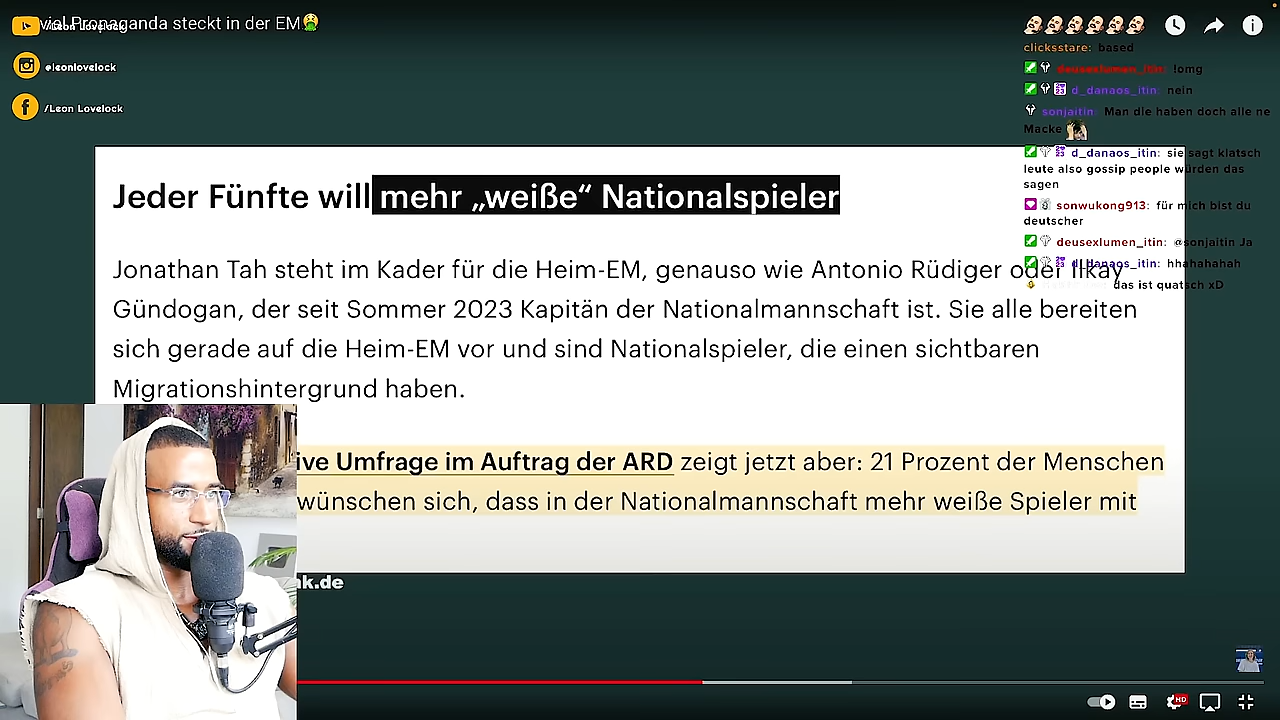 viel Propaganda steckt in der EM🤮
/Leon Lovelock
@leonlovelock
/Leon Lovelock
clicksstare: based
deusexlumen_itin: !omg
d_danaos_itin: nein
sonjaitin: Man die haben doch alle ne
Macke
d_danaos_itin: sie sagt klatsch
leute also gossip people würden das
sagen
sonwukong913: für mich bist du
deutscher
deusexlumen_itin: @sonjaitin Ja
d_danaos_itin: hhahahahah
das ist quatsch xD
Jeder Fünfte will mehr „weiße“ Nationalspieler
Jonathan Tah steht im Kader für die Heim-EM, genauso wie Antonio Rüdiger oder Ilkay
Gündogan, der seit Sommer 2023 Kapitän der Nationalmannschaft ist. Sie alle bereiten
sich gerade auf die Heim-EM vor und sind Nationalspieler, die einen sichtbaren
Migrationshintergrund haben.
ive Umfrage im Auftrag der ARD zeigt jetzt aber: 21 Prozent der Menschen
wünschen sich, dass in der Nationalmannschaft mehr weiße Spieler mit
nk.de
HD